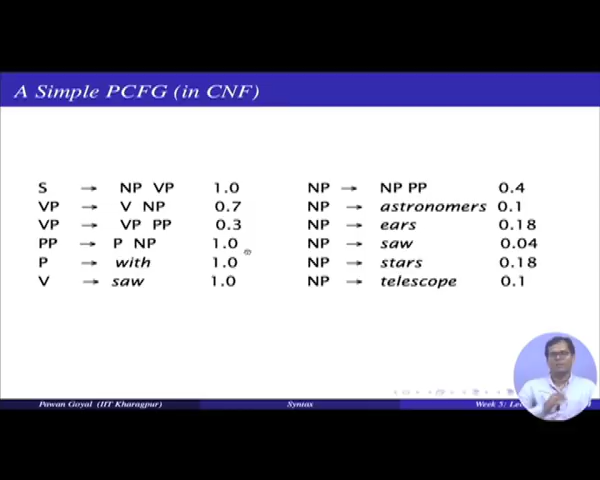 A Simple PCFG (in CNF)
S → NP VP 1.0 NP → NP PP 0.4
VP → V NP 0.7 NP → astronomers 0.1
VP → VP PP 0.3 NP → ears 0.18
PP → P NP 1.0 NP → saw 0.04
P → with 1.0 NP → stars 0.18
V → saw 1.0 NP → telescope 0.1
Pawan Goyal (IIT Kharagpur) Syntax Week 5: